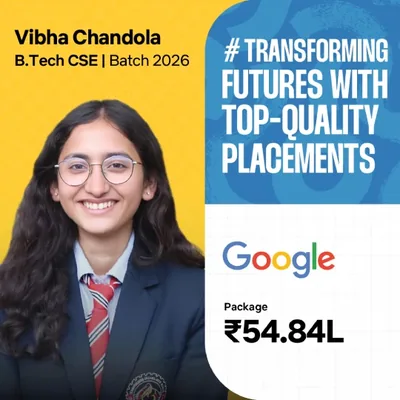 Vibha Chandola
B.Tech CSE | Batch 2026
# TRANSFORMING
FUTURES WITH
TOP-QUALITY
PLACEMENTS
Google
Package
₹54.84L